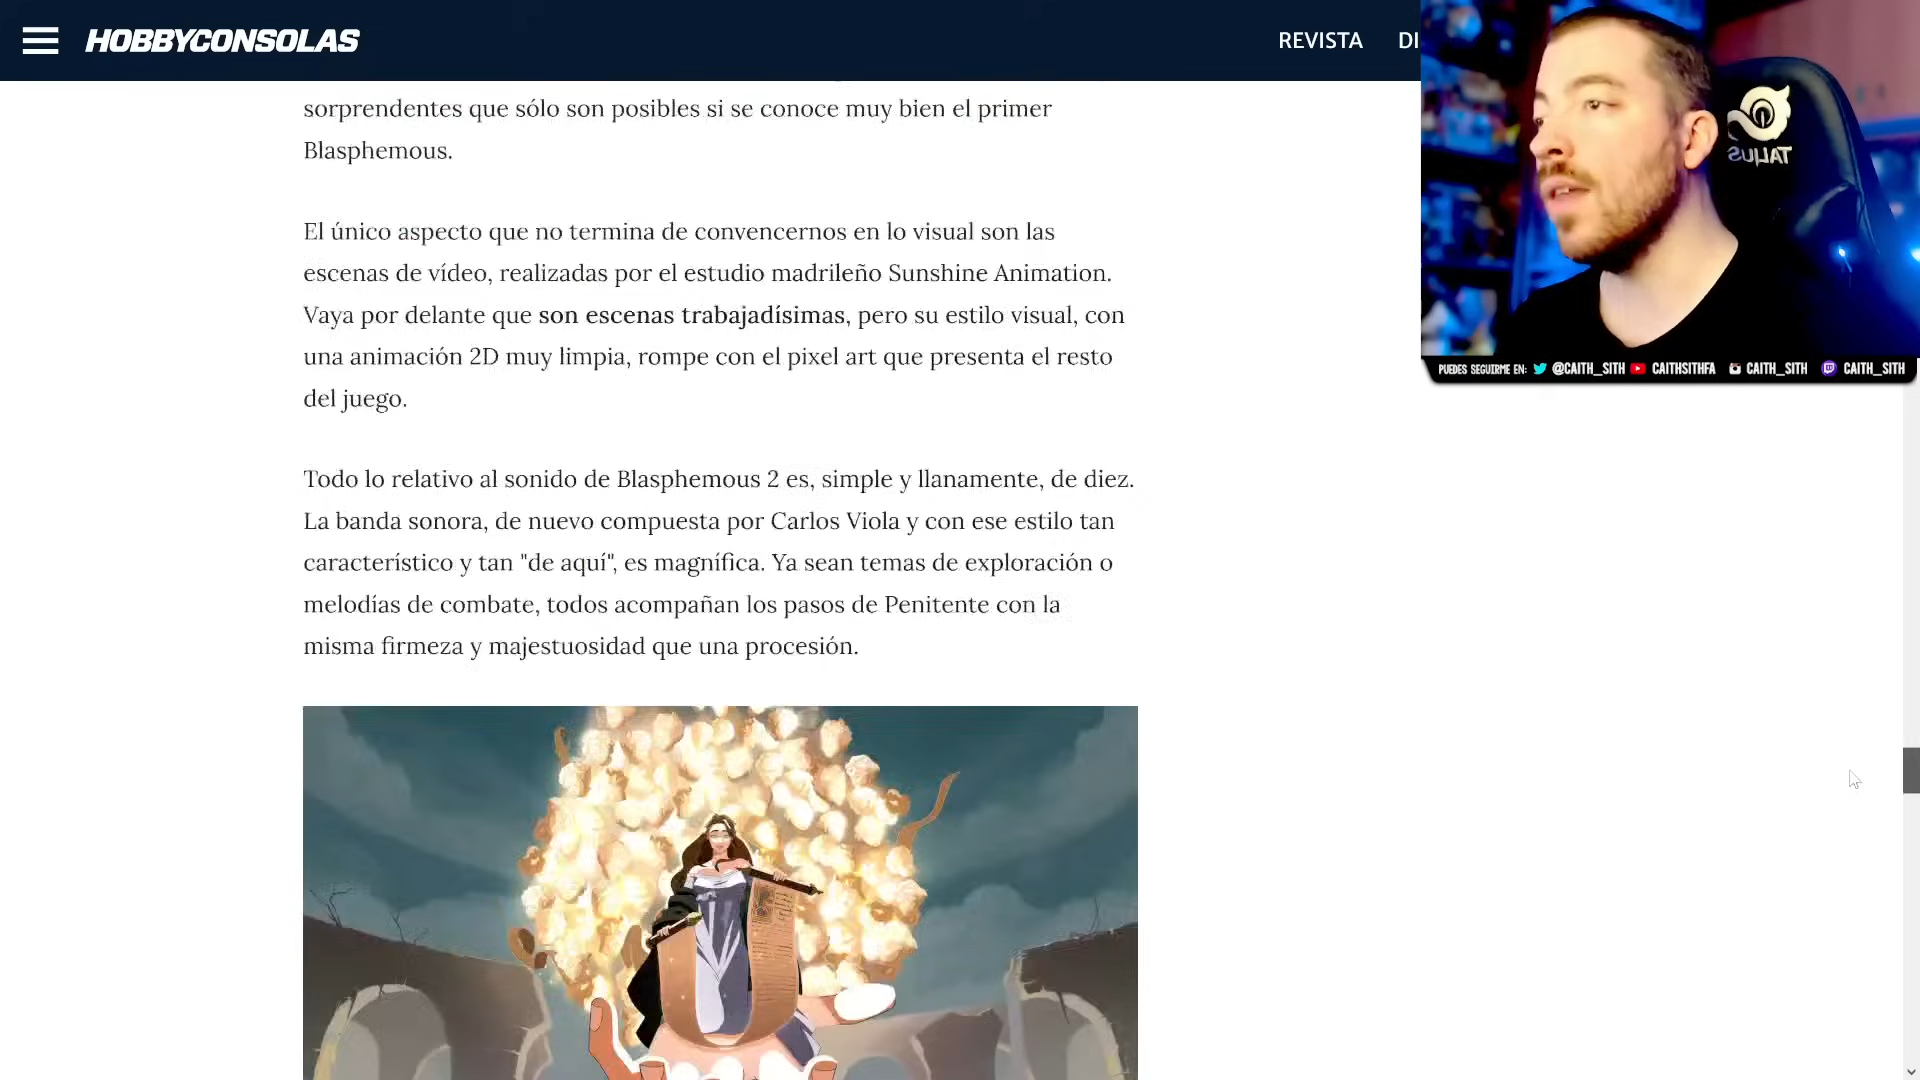 HOBBYCONSOLAS
REVISTA
DI
sorprendentes que sólo son posibles si se conoce muy bien el primer
Blasphemous.
El único aspecto que no termina de convencernos en lo visual son las
escenas de vídeo, realizadas por el estudio madrileño Sunshine Animation.
Vaya por delante que son escenas trabajadísimas, pero su estilo visual, con
una animación 2D muy limpia, rompe con el pixel art que presenta el resto
del juego.
Todo lo relativo al sonido de Blasphemous 2 es, simple y llanamente, de diez.
La banda sonora, de nuevo compuesta por Carlos Viola y con ese estilo tan
característico y tan "de aquí", es magnífica. Ya sean temas de exploración o
melodías de combate, todos acompañan los pasos de Penitente con la
misma firmeza y majestuosidad que una procesión.
TALIUS
PUEDES SEGUIRME EN: @CAITH_SITH CAITHSITHFA CAITH_SITH CAITH_SITH